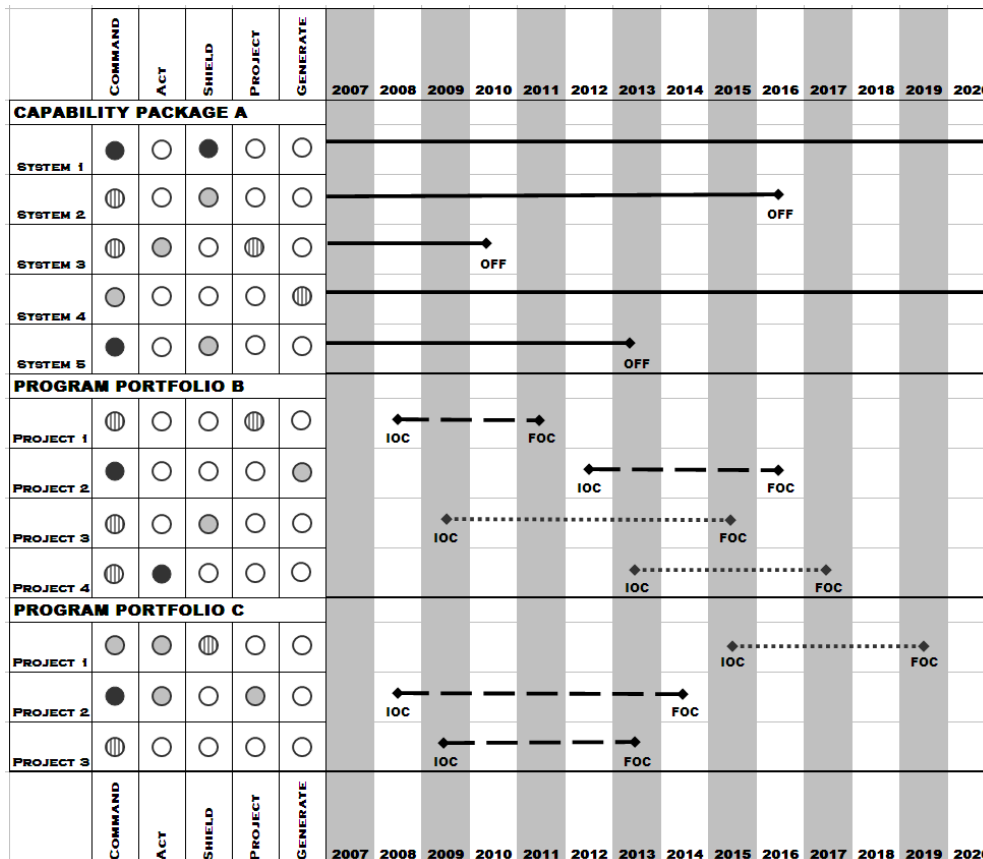 COMMAND ACT SHIELD PROJECT GENERATE 2007 2008 2009 2010 2011 2012 2013 2014 2015 2016 2017 2018 2019 2020
CAPABILITY PACKAGE A
SYSTEM 1
SYSTEM 2 OFF
SYSTEM 3 OFF
SYSTEM 4
SYSTEM 5 OFF
PROGRAM PORTFOLIO B
PROJECT 1 IOC FOC
PROJECT 2 IOC FOC
PROJECT 3 IOC FOC
PROJECT 4 IOC FOC
PROGRAM PORTFOLIO C
PROJECT 1 IOC FOC
PROJECT 2 IOC FOC
PROJECT 3 IOC FOC
COMMAND ACT SHIELD PROJECT GENERATE 2007 2008 2009 2010 2011 2012 2013 2014 2015 2016 2017 2018 2019 2020